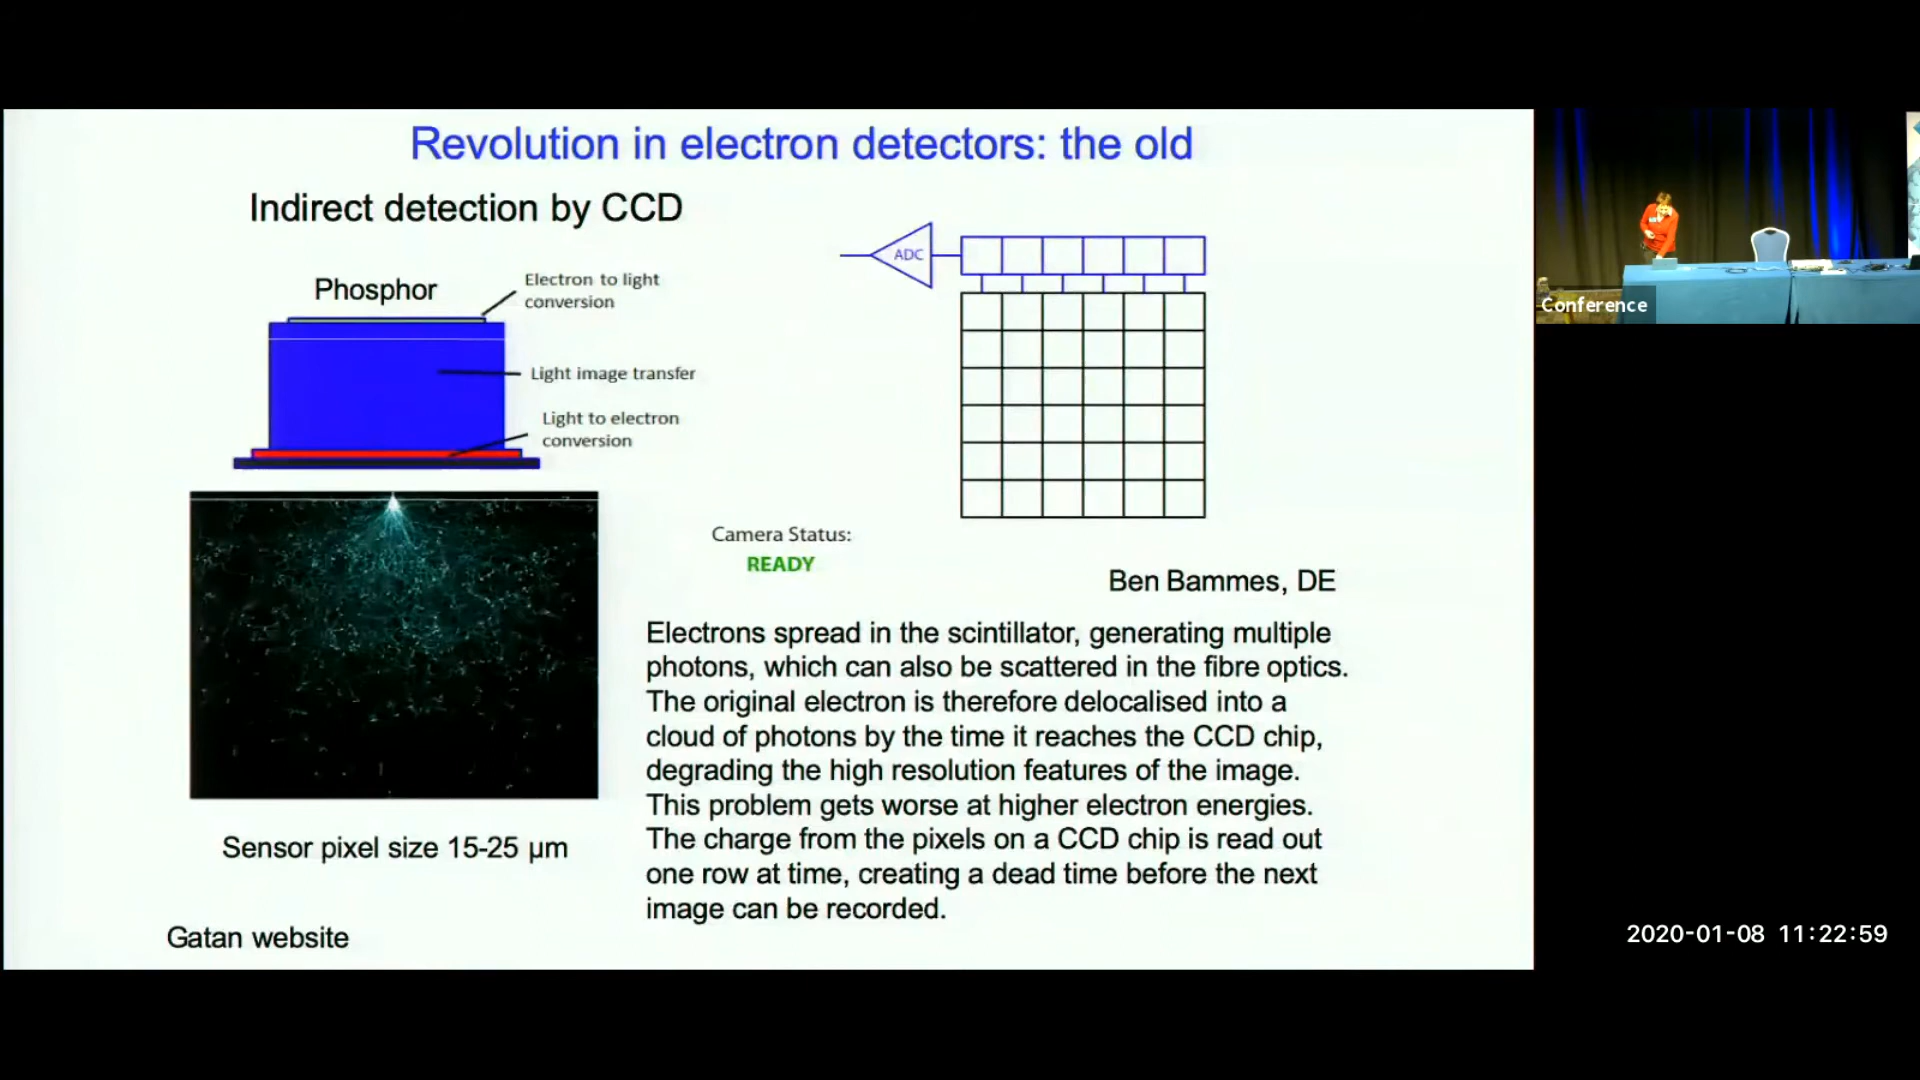 Revolution in electron detectors: the old
Indirect detection by CCD
Phosphor
Electron to light
conversion
Light image transfer
Light to electron
conversion
ADC
Camera Status:
READY
Ben Bammes, DE
Electrons spread in the scintillator, generating multiple
photons, which can also be scattered in the fibre optics.
The original electron is therefore delocalised into a
cloud of photons by the time it reaches the CCD chip,
degrading the high resolution features of the image.
This problem gets worse at higher electron energies.
The charge from the pixels on a CCD chip is read out
one row at time, creating a dead time before the next
image can be recorded.
Sensor pixel size 15-25 µm
Gatan website
Conference
2020-01-08 11:22:59